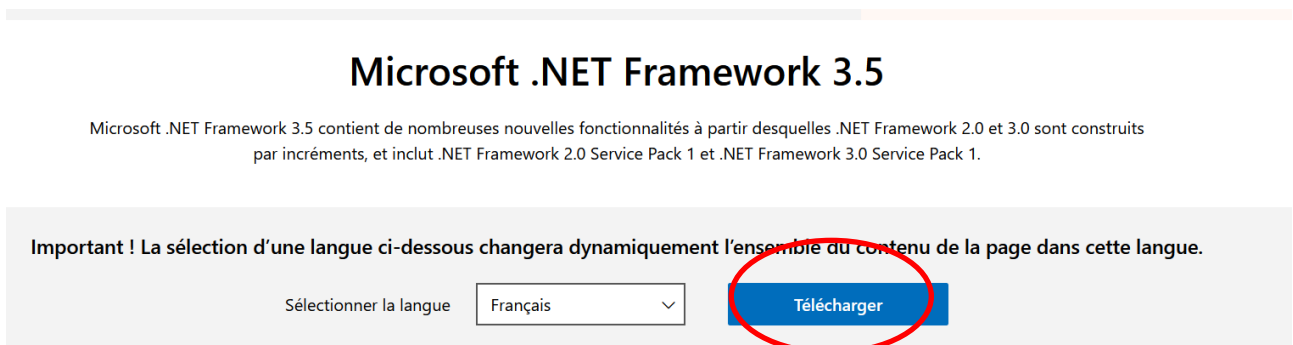 Microsoft .NET Framework 3.5
Microsoft .NET Framework 3.5 contient de nombreuses nouvelles fonctionnalités à partir desquelles .NET Framework 2.0 et 3.0 sont construits
par incréments, et inclut .NET Framework 2.0 Service Pack 1 et .NET Framework 3.0 Service Pack 1.
Important ! La sélection d’une langue ci-dessous changera dynamiquement l’ensemble du contenu de la page dans cette langue.
Sélectionner la langue Français Télécharger